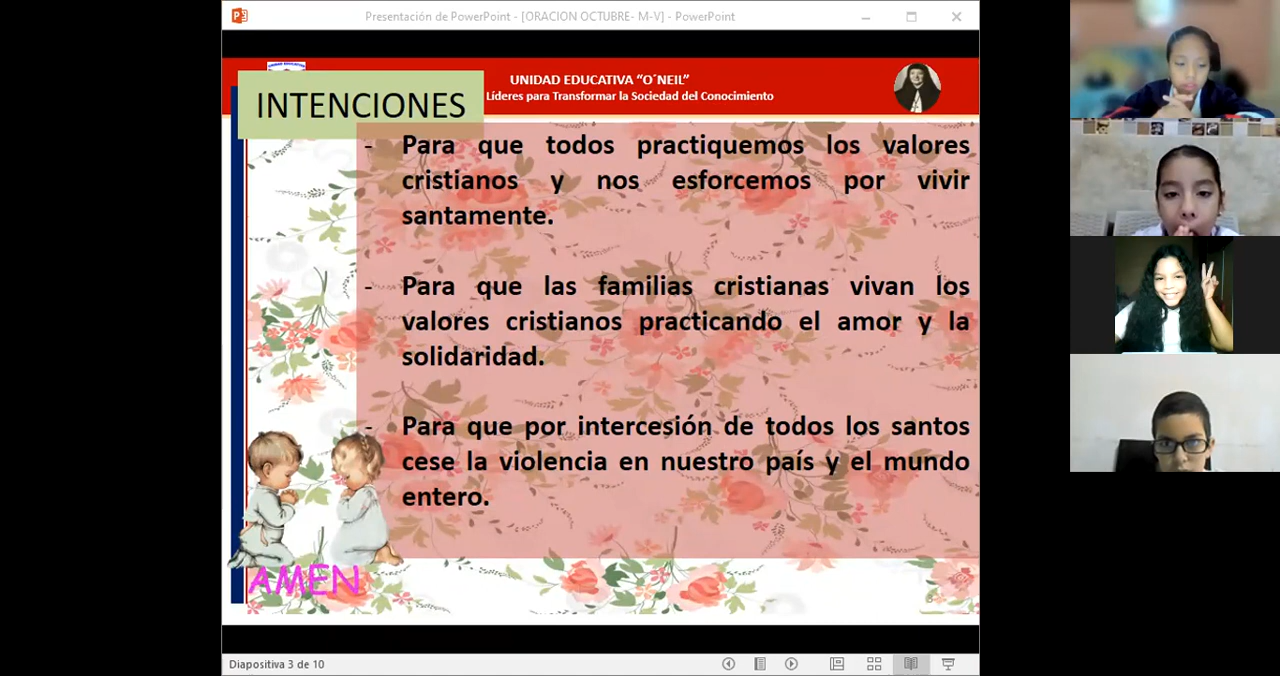 Presentación de PowerPoint - [ORACION OCTUBRE- M-V] - PowerPoint
UNIDAD EDUCATIVA
UNIDAD EDUCATIVA “O´NEIL”
Líderes para Transformar la Sociedad del Conocimiento
INTENCIONES
- Para que todos practiquemos los valores
cristianos y nos esforcemos por vivir
santamente.
- Para que las familias cristianas vivan los
valores cristianos practicando el amor y la
solidaridad.
- Para que por intercesión de todos los santos
cese la violencia en nuestro país y el mundo
entero.
AMEN
Diapositiva 3 de 10